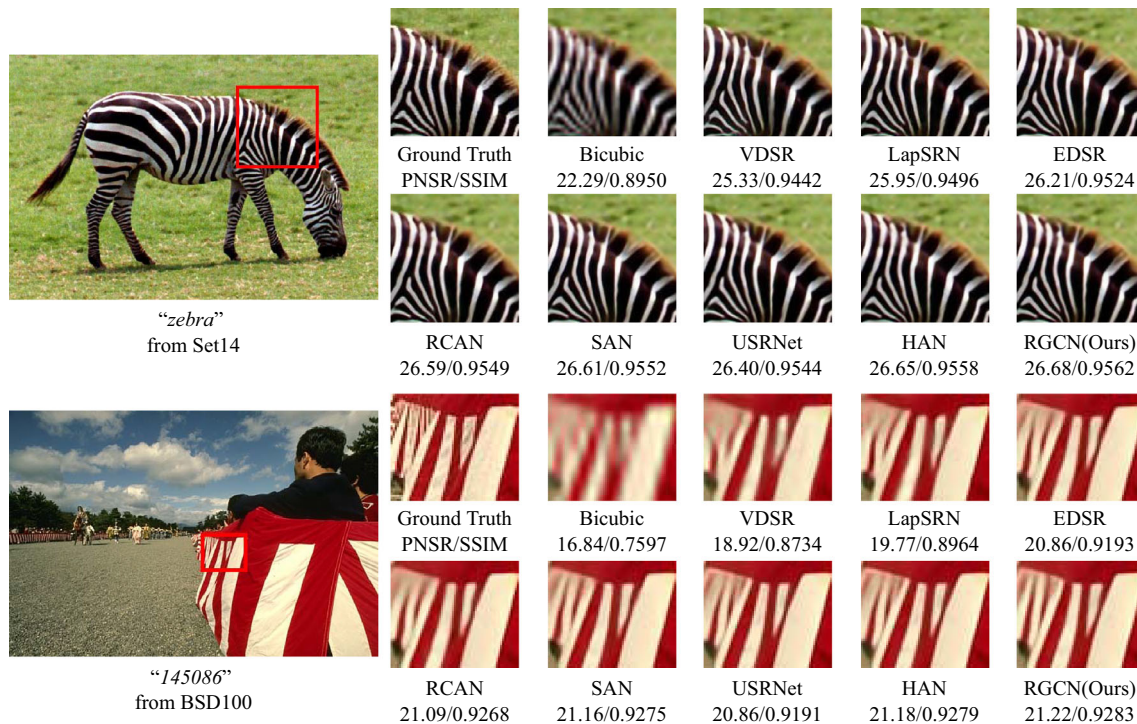 Ground Truth
PNSR/SSIM
Bicubic
22.29/0.8950
VDSR
25.33/0.9442
LapSRN
25.95/0.9496
EDSR
26.21/0.9524
RCAN
26.59/0.9549
SAN
26.61/0.9552
USRNet
26.40/0.9544
HAN
26.65/0.9558
RGCN(Ours)
26.68/0.9562
“zebra”
from Set14
Ground Truth
PNSR/SSIM
Bicubic
16.84/0.7597
VDSR
18.92/0.8734
LapSRN
19.77/0.8964
EDSR
20.86/0.9193
RCAN
21.09/0.9268
SAN
21.16/0.9275
USRNet
20.86/0.9191
HAN
21.18/0.9279
RGCN(Ours)
21.22/0.9283
“145086”
from BSD100